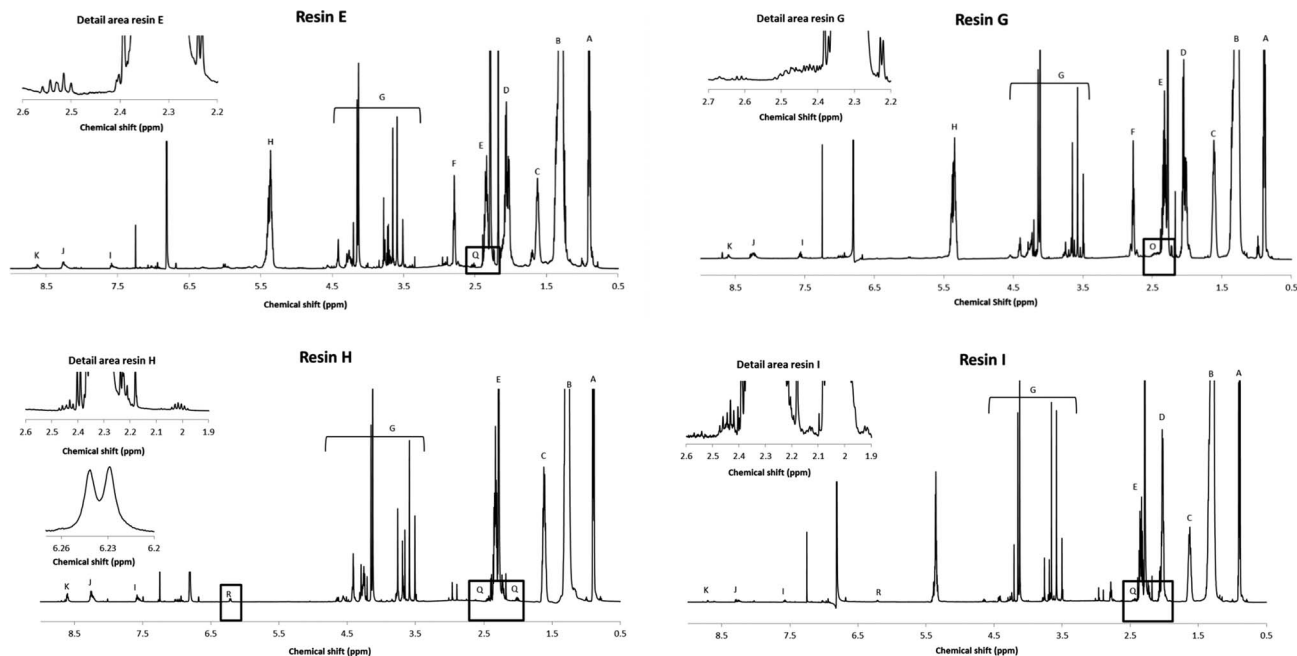 Detail area resin E
Resin E
2.6 2.5 2.4 2.3 2.2
Chemical shift (ppm)
K J I H G F E Q D C B A
8.5 7.5 6.5 5.5 4.5 3.5 2.5 1.5 0.5
Chemical shift (ppm)
Detail area resin G
Resin G
2.7 2.6 2.5 2.4 2.3 2.2
Chemical shift (ppm)
K J I H G F O E D C B A
8.5 7.5 6.5 5.5 4.5 3.5 2.5 1.5 0.5
Chemical Shift (ppm)
Detail area resin H
Resin H
2.6 2.5 2.4 2.3 2.2 2.1 2 1.9
Chemical shift (ppm)
6.26 6.23 6.2
Chemical shift (ppm)
K J I R G Q E Q C B A
8.5 7.5 6.5 5.5 4.5 3.5 2.5 1.5 0.5
Chemical shift (ppm)
Detail area resin I
Resin I
2.6 2.5 2.4 2.3 2.2 2.1 2 1.9
Chemical shift (ppm)
K J I R G Q E D C B A
8.5 7.5 6.5 5.5 4.5 3.5 2.5 1.5 0.5
Chemical shift (ppm)